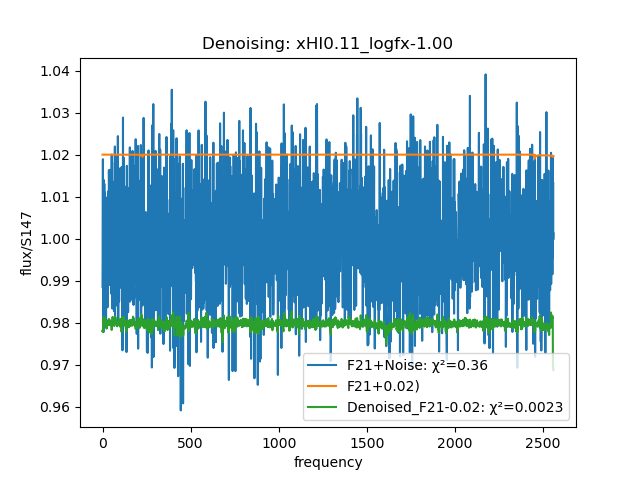 Denoising: xHI0.11_logfx-1.00
1.04
1.03
1.02
1.01
1.00
0.99
0.98
0.97
0.96
flux/S147
F21+Noise: χ²=0.36
F21+0.02)
Denoised_F21-0.02: χ²=0.0023
0 500 1000 1500 2000 2500
frequency